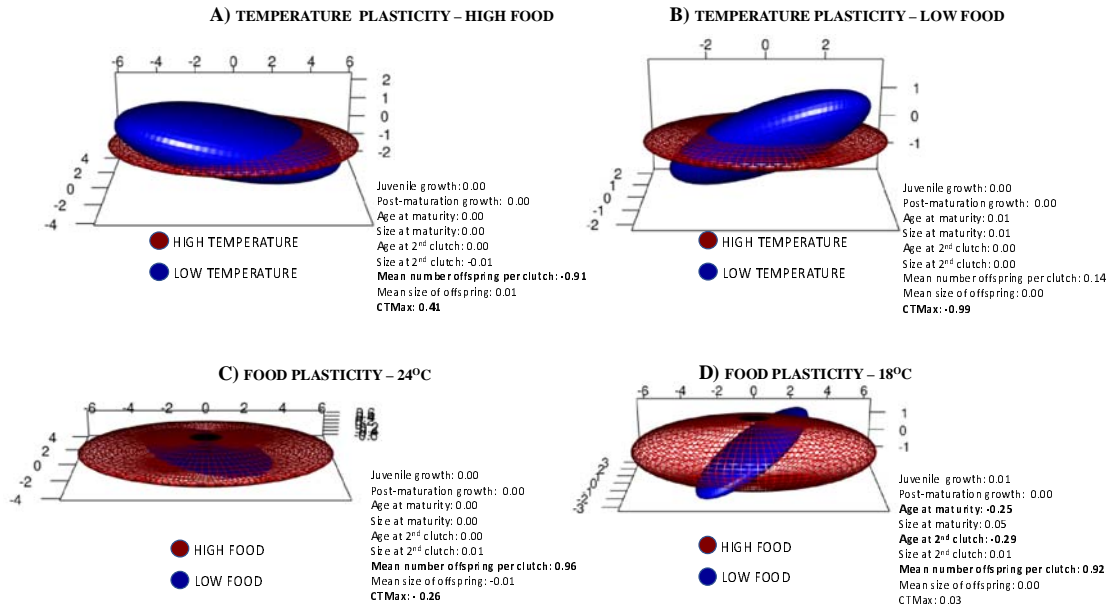 A) TEMPERATURE PLASTICITY – HIGH FOOD
-6 -4 -2 0 2 4 6
2
1
0
-1
-2
4
2
0
-2
-4
HIGH TEMPERATURE
LOW TEMPERATURE
Juvenile growth: 0.00
Post-maturation growth: 0.00
Age at maturity: 0.00
Size at maturity: 0.00
Age at 2nd clutch: 0.00
Size at 2nd clutch: -0.01
Mean number offspring per clutch: -0.91
Mean size of offspring: 0.01
CTMax: 0.41
B) TEMPERATURE PLASTICITY – LOW FOOD
-2 0 2
1
0
-1
2
1
0
-1
-2
HIGH TEMPERATURE
LOW TEMPERATURE
Juvenile growth: 0.00
Post-maturation growth: 0.00
Age at maturity: 0.01
Size at maturity: 0.01
Age at 2nd clutch: 0.00
Size at 2nd clutch: 0.00
Mean number offspring per clutch: 0.14
Mean size of offspring: 0.00
CTMax: -0.99
C) FOOD PLASTICITY – 24OC
-6 -4 -2 0 2 4 6
4
2
0
-2
-4
HIGH FOOD
LOW FOOD
Juvenile growth: 0.00
Post-maturation growth: 0.00
Age at maturity: 0.00
Size at maturity: 0.00
Age at 2nd clutch: 0.00
Size at 2nd clutch: 0.01
Mean number offspring per clutch: 0.96
Mean size of offspring: -0.01
CTMax: - 0.26
D) FOOD PLASTICITY – 18OC
-6 -4 -2 0 2 4 6
1
0
-1
HIGH FOOD
LOW FOOD
Juvenile growth: 0.01
Post-maturation growth: 0.00
Age at maturity: -0.25
Size at maturity: 0.05
Age at 2nd clutch: -0.29
Size at 2nd clutch: 0.01
Mean number offspring per clutch: 0.92
Mean size of offspring: 0.00
CTMax: 0.03